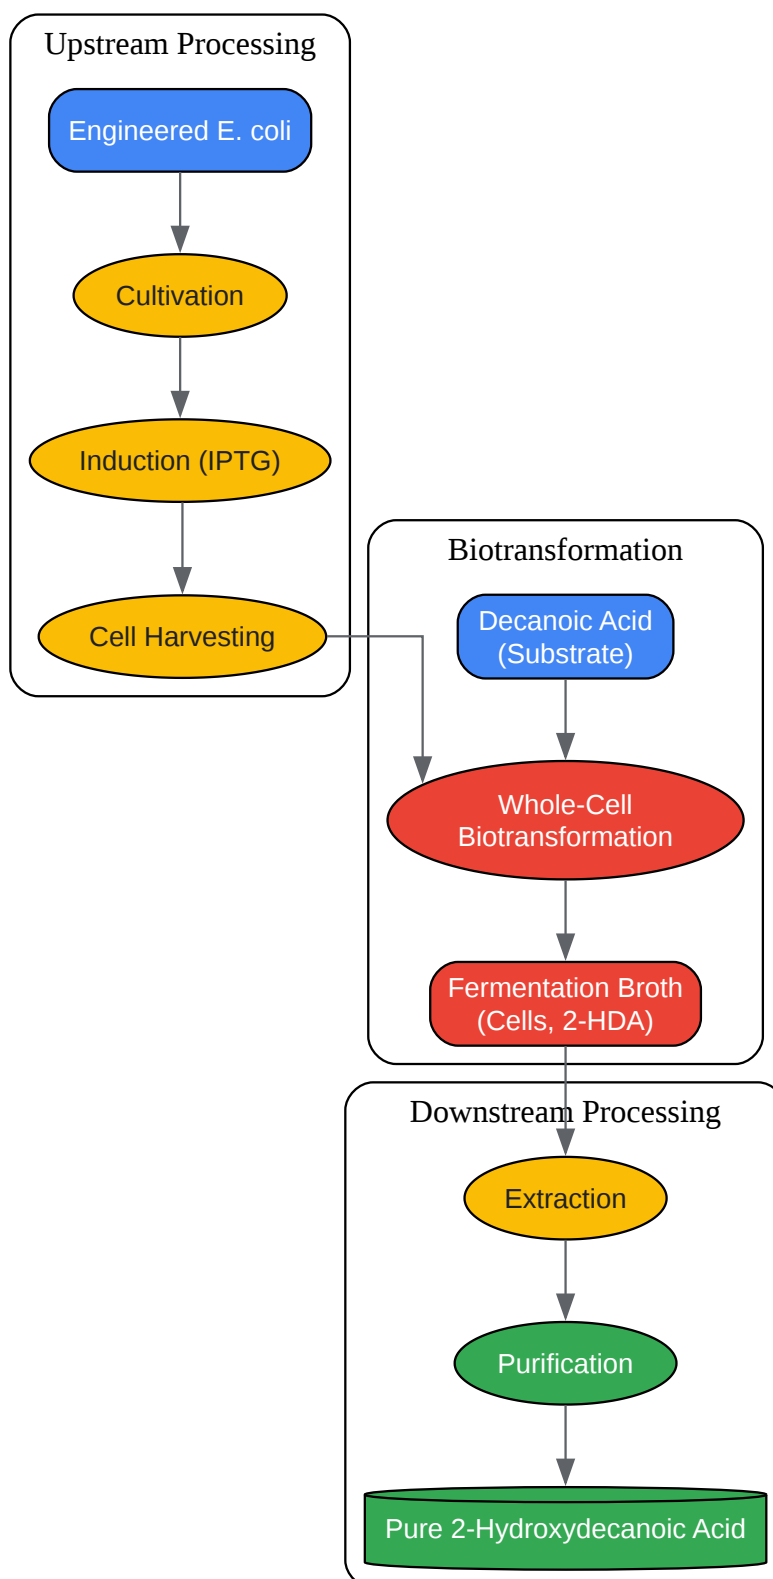 Upstream Processing
Engineered E. coli
Cultivation
Induction (IPTG)
Cell Harvesting
Biotransformation
Decanoic Acid
(Substrate)
Whole-Cell
Biotransformation
Fermentation Broth
(Cells, 2-HDA)
Downstream Processing
Extraction
Purification
Pure 2-Hydroxydecanoic Acid